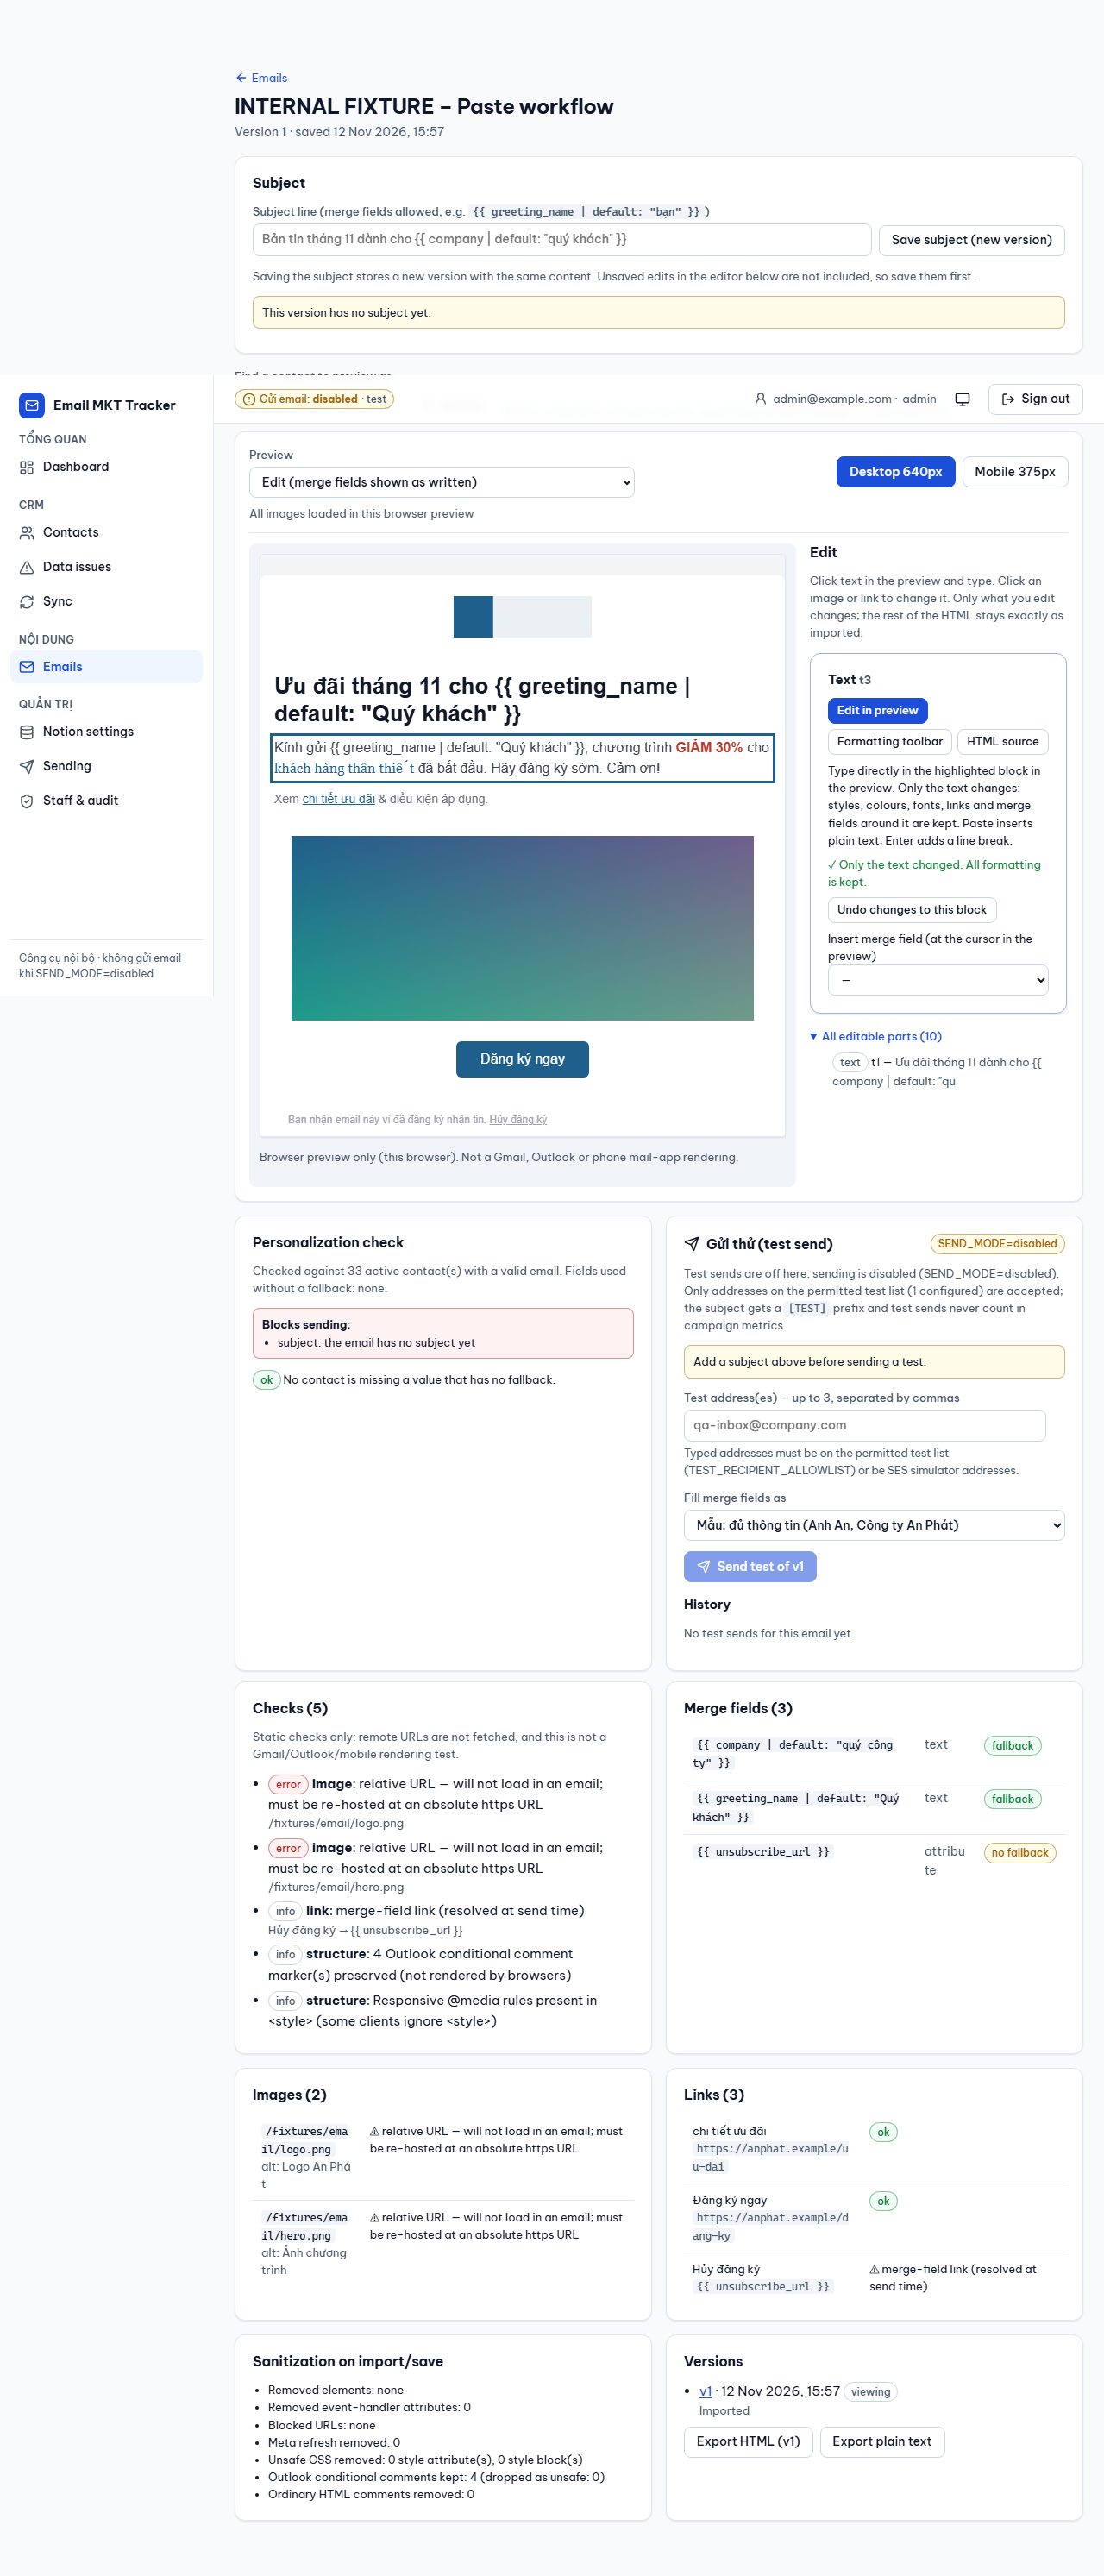 ← Emails
INTERNAL FIXTURE – Paste workflow
Version 1 · saved 12 Nov 2026, 15:57
Subject
Subject line (merge fields allowed, e.g. {{ greeting_name | default: "bạn" }} )
Bản tin tháng 11 dành cho {{ company | default: "quý khách" }}
Save subject (new version)
Saving the subject stores a new version with the same content. Unsaved edits in the editor below are not included, so save them first.
This version has no subject yet.
Email MKT Tracker
TỔNG QUAN
Dashboard
CRM
Contacts
Data issues
Sync
NỘI DUNG
Emails
QUẢN TRỊ
Notion settings
Sending
Staff & audit
Công cụ nội bộ · không gửi email
khi SEND_MODE=disabled
Gửi email: disabled · test
admin@example.com · admin
Sign out
Preview
Edit (merge fields shown as written)
Desktop 640px
Mobile 375px
All images loaded in this browser preview
Ưu đãi tháng 11 cho {{ greeting_name |
default: "Quý khách" }}
Kính gửi {{ greeting_name | default: "Quý khách" }}, chương trình GIẢM 30% cho
khách hàng thân thiết đã bắt đầu. Hãy đăng ký sớm. Cảm ơn!
Xem chi tiết ưu đãi & điều kiện áp dụng.
Đăng ký ngay
Bạn nhận email này vì đã đăng ký nhận tin. Hủy đăng ký
Browser preview only (this browser). Not a Gmail, Outlook or phone mail-app rendering.
Edit
Click text in the preview and type. Click an
image or link to change it. Only what you edit
changes; the rest of the HTML stays exactly as
imported.
Text t3
Edit in preview
Formatting toolbar
HTML source
Type directly in the highlighted block in
the preview. Only the text changes:
styles, colours, fonts, links and merge
fields around it are kept. Paste inserts
plain text; Enter adds a line break.
✓ Only the text changed. All formatting
is kept.
Undo changes to this block
Insert merge field (at the cursor in the
preview)
—
▼ All editable parts (10)
text t1 — Ưu đãi tháng 11 dành cho {{
company | default: "qu
Personalization check
Checked against 33 active contact(s) with a valid email. Fields used
without a fallback: none.
Blocks sending:
• subject: the email has no subject yet
ok No contact is missing a value that has no fallback.
Gửi thử (test send)
SEND_MODE=disabled
Test sends are off here: sending is disabled (SEND_MODE=disabled).
Only addresses on the permitted test list (1 configured) are accepted;
the subject gets a [TEST] prefix and test sends never count in
campaign metrics.
Add a subject above before sending a test.
Test address(es) — up to 3, separated by commas
qa-inbox@company.com
Typed addresses must be on the permitted test list
(TEST_RECIPIENT_ALLOWLIST) or be SES simulator addresses.
Fill merge fields as
Mẫu: đủ thông tin (Anh An, Công ty An Phát)
Send test of v1
History
No test sends for this email yet.
Checks (5)
Static checks only: remote URLs are not fetched, and this is not a
Gmail/Outlook/mobile rendering test.
• error image: relative URL — will not load in an email;
must be re-hosted at an absolute https URL
/fixtures/email/logo.png
• error image: relative URL — will not load in an email;
must be re-hosted at an absolute https URL
/fixtures/email/hero.png
• info link: merge-field link (resolved at send time)
Hủy đăng ký → {{ unsubscribe_url }}
• info structure: 4 Outlook conditional comment
marker(s) preserved (not rendered by browsers)
• info structure: Responsive @media rules present in
<style> (some clients ignore <style>)
Merge fields (3)
{{ company | default: "quý công
ty" }}
text
fallback
{{ greeting_name | default: "Quý
khách" }}
text
fallback
{{ unsubscribe_url }}
attribu
te
no fallback
Images (2)
/fixtures/ema
il/logo.png
alt: Logo An Phá
t
⚠ relative URL — will not load in an email; must
be re-hosted at an absolute https URL
/fixtures/ema
il/hero.png
alt: Ảnh chương
trình
⚠ relative URL — will not load in an email; must
be re-hosted at an absolute https URL
Links (3)
chi tiết ưu đãi
https://anphat.example/u
u-dai
ok
Đăng ký ngay
https://anphat.example/d
ang-ky
ok
Hủy đăng ký
{{ unsubscribe_url }}
⚠ merge-field link (resolved at
send time)
Sanitization on import/save
• Removed elements: none
• Removed event-handler attributes: 0
• Blocked URLs: none
• Meta refresh removed: 0
• Unsafe CSS removed: 0 style attribute(s), 0 style block(s)
• Outlook conditional comments kept: 4 (dropped as unsafe: 0)
• Ordinary HTML comments removed: 0
Versions
• v1 · 12 Nov 2026, 15:57 viewing
Imported
Export HTML (v1)
Export plain text